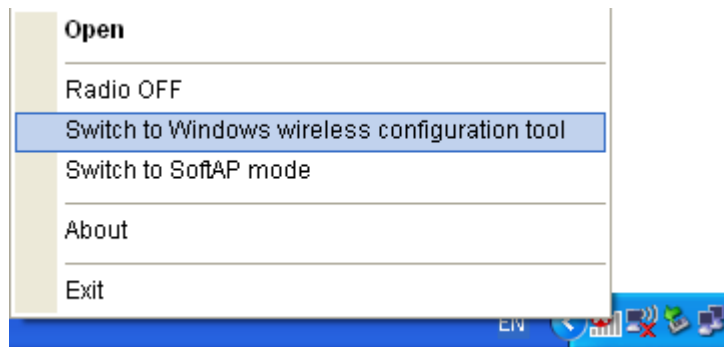 Open
Radio OFF
Switch to Windows wireless configuration tool
Switch to SoftAP mode
About
Exit
EN